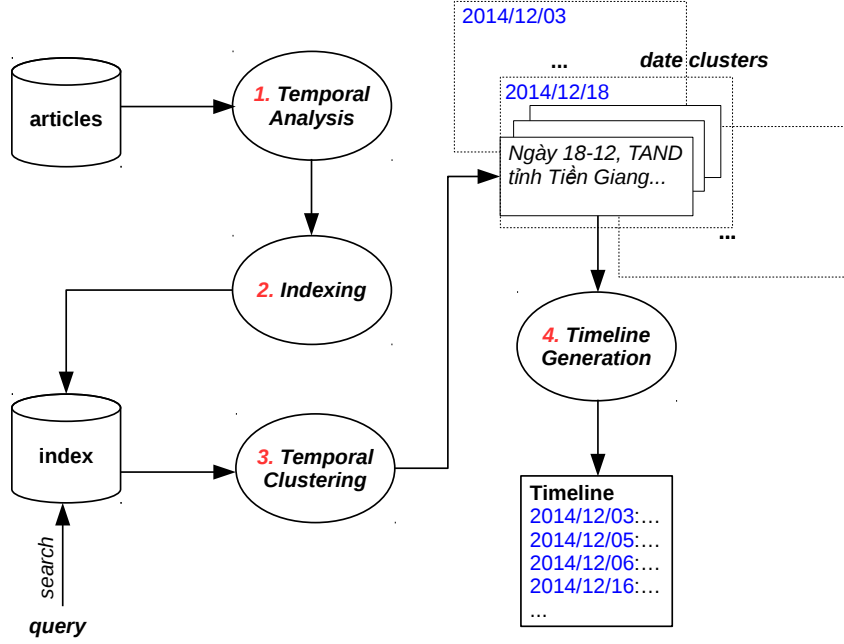 2014/12/03
...
date clusters
articles
1. Temporal
Analysis
2014/12/18
Ngày 18-12, TAND
tỉnh Tiền Giang...
...
2. Indexing
4. Timeline
Generation
index
3. Temporal
Clustering
Timeline
2014/12/03:...
2014/12/05:...
2014/12/06:...
2014/12/16:...
...
search
query